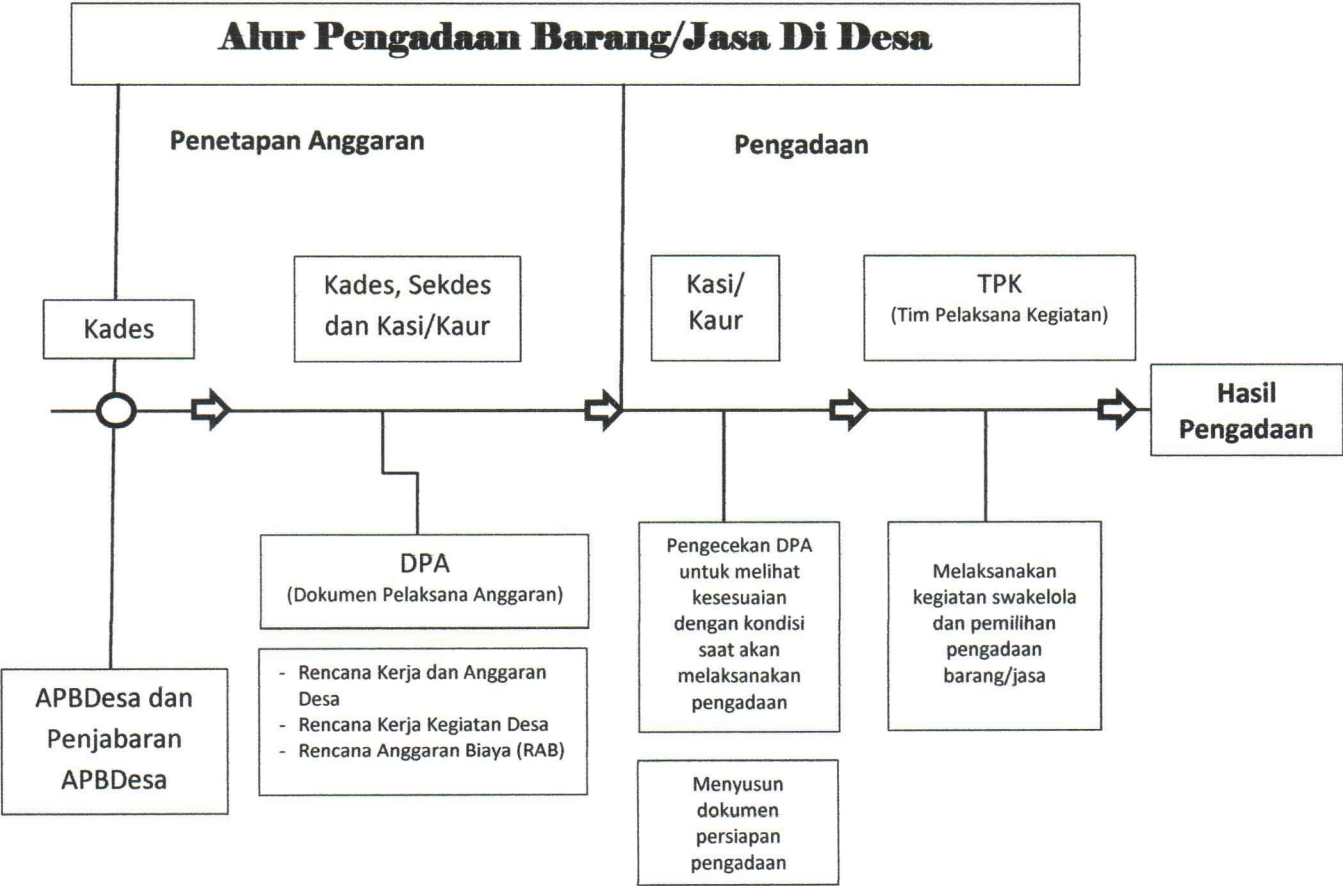 Alur Pengadaan Barang/Jasa Di Desa
Penetapan Anggaran
Pengadaan
Kades
Kades, Sekdes
dan Kasi/Kaur
Kasi/
Kaur
TPK
(Tim Pelaksana Kegiatan)
Hasil
Pengadaan
APBDesa dan
Penjabaran
APBDesa
DPA
(Dokumen Pelaksana Anggaran)
- Rencana Kerja dan Anggaran
Desa
- Rencana Kerja Kegiatan Desa
- Rencana Anggaran Biaya (RAB)
Pengecekan DPA
untuk melihat
kesesuaian
dengan kondisi
saat akan
melaksanakan
pengadaan
Menyusun
dokumen
persiapan
pengadaan
Melaksanakan
kegiatan swakelola
dan pemilihan
pengadaan
barang/jasa